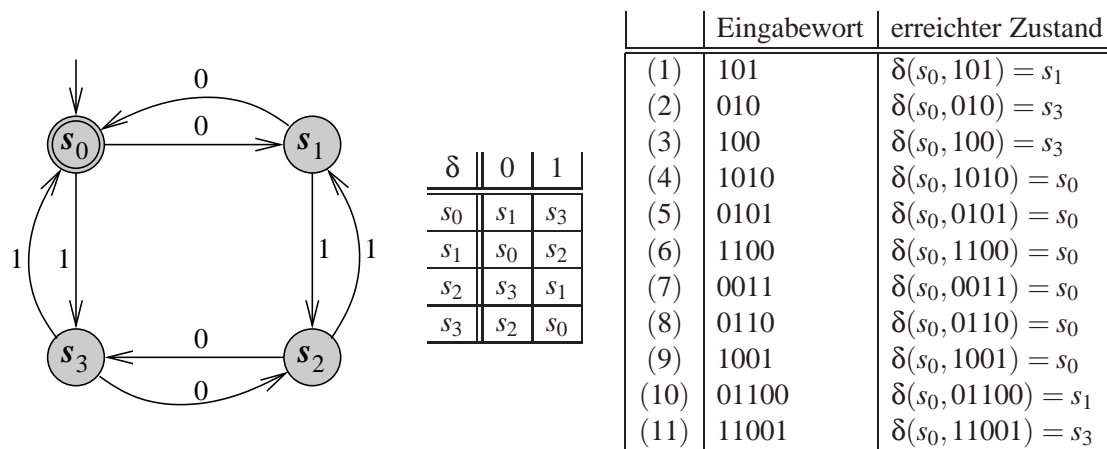 0
s0
0
s1
1
1
1
1
0
s3
s2
0
δ 0 1
s0 s1 s3
s1 s0 s2
s2 s3 s1
s3 s2 s0
Eingabewort erreichter Zustand
(1) 101 δ(s0,101) = s1
(2) 010 δ(s0,010) = s3
(3) 100 δ(s0,100) = s3
(4) 1010 δ(s0,1010) = s0
(5) 0101 δ(s0,0101) = s0
(6) 1100 δ(s0,1100) = s0
(7) 0011 δ(s0,0011) = s0
(8) 0110 δ(s0,0110) = s0
(9) 1001 δ(s0,1001) = s0
(10) 01100 δ(s0,01100) = s1
(11) 11001 δ(s0,11001) = s3